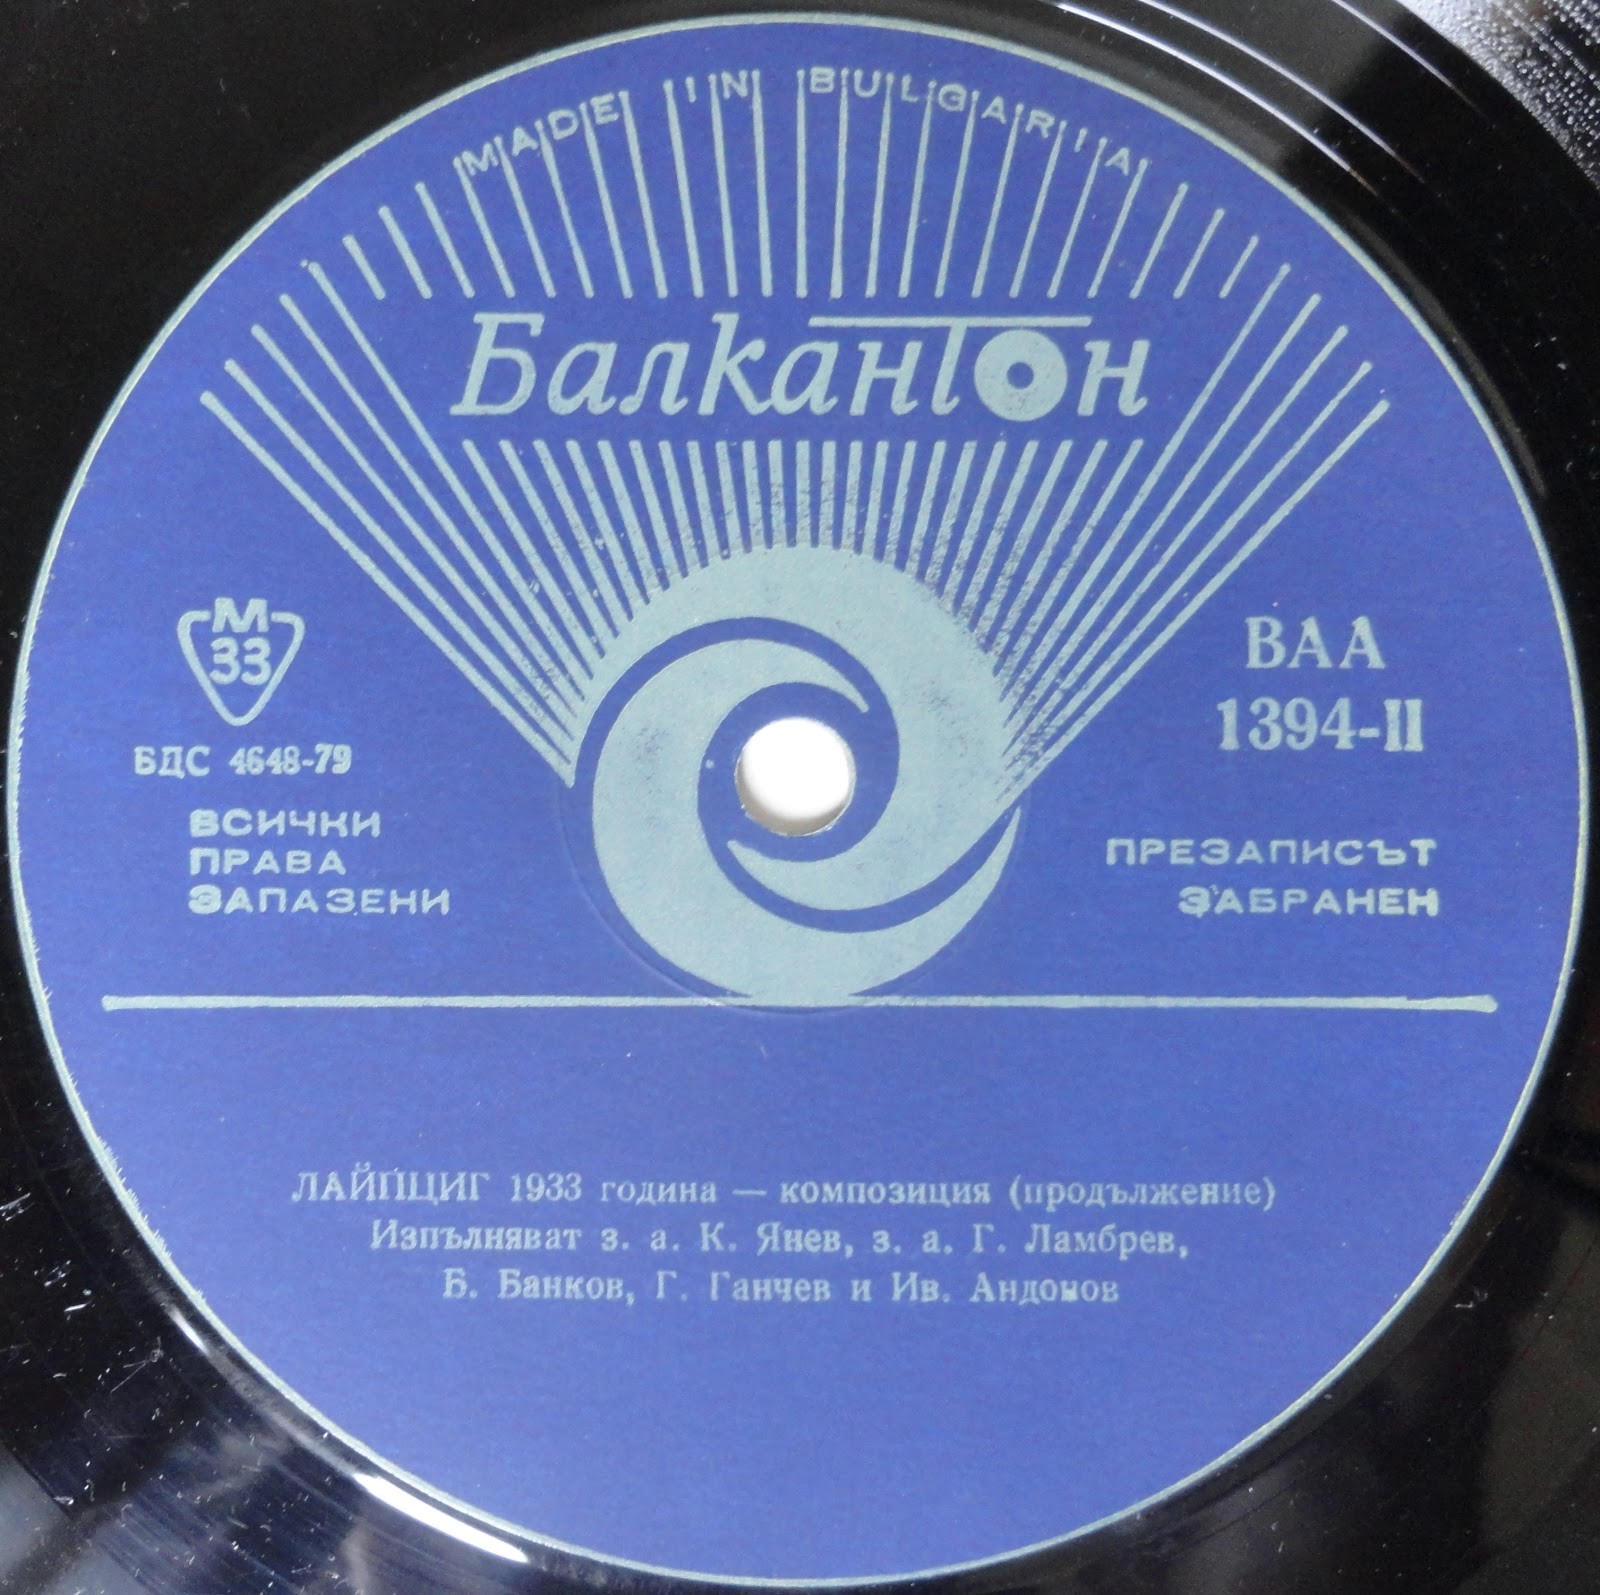 MADE IN BULGARIA
Балкантон
М
33
БДС 4648-79
ВСИЧКИ
ПРАВА
ЗАПАЗЕНИ
ВАА
1394-II
ПРЕЗАПИСЪТ
ЗАБРАНЕН
ЛАЙПЦИГ 1933 година — композиция (продължение)
Изпълняват з. а. К. Янев, з. а. Г. Ламбрев,
Б. Банков, Г. Ганчев и Ив. Андонов